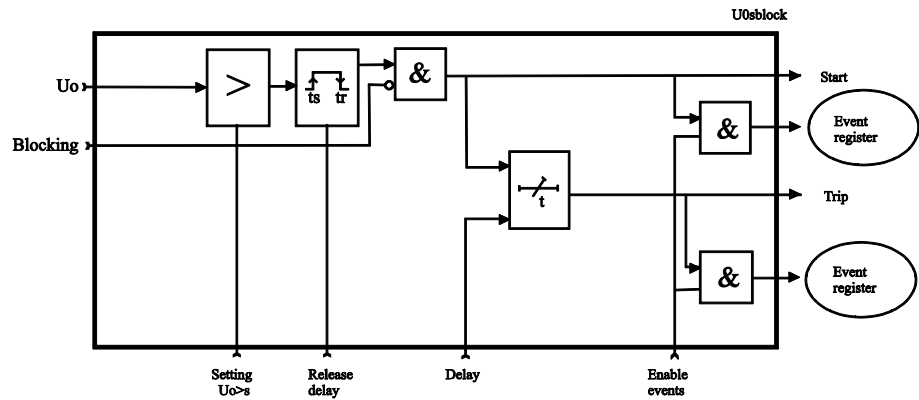 U0sblock
Uo
>
ts tr
&
Start
Event
register
&
Blocking
t
Trip
Event
register
&
Setting
Uo>s
Release
delay
Delay
Enable
events